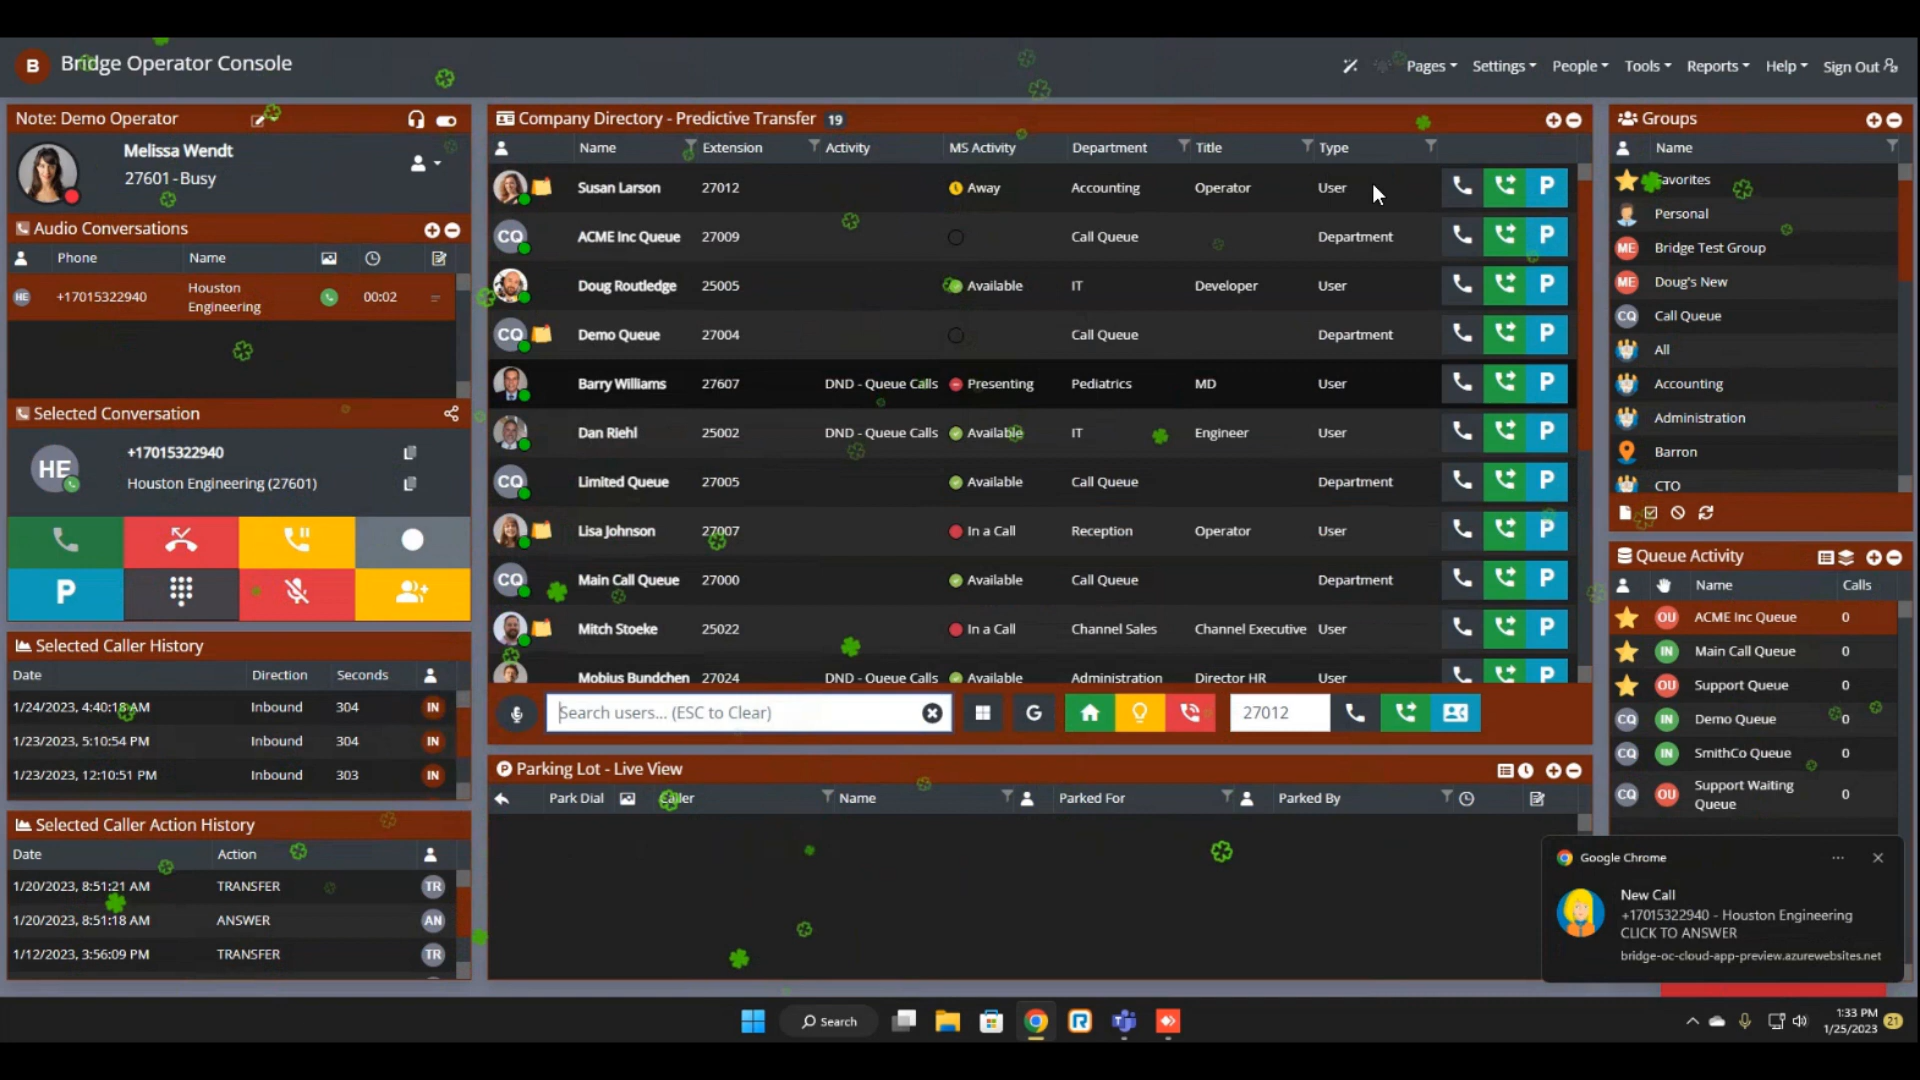 B Bridge Operator Console
Pages Settings People Tools Reports Help Sign Out
Note: Demo Operator
Melissa Wendt
27601 - Busy
Audio Conversations
Phone Name
HE +17015322940 Houston Engineering 00:02
Selected Conversation
HE +17015322940
Houston Engineering (27601)
P
Selected Caller History
Date Direction Seconds
1/24/2023, 4:40:18 AM Inbound 304 IN
1/23/2023, 5:10:54 PM Inbound 304 IN
1/23/2023, 12:10:51 PM Inbound 303 IN
Selected Caller Action History
Date Action
1/20/2023, 8:51:21 AM TRANSFER TR
1/20/2023, 8:51:18 AM ANSWER AN
1/12/2023, 3:56:09 PM TRANSFER TR
Company Directory - Predictive Transfer 19
Name Extension Activity MS Activity Department Title Type
Susan Larson 27012 Away Accounting Operator User P
CQ ACME Inc Queue 27009 Call Queue Department P
Doug Routledge 25005 Available IT Developer User P
CQ Demo Queue 27004 Call Queue Department P
Barry Williams 27607 DND - Queue Calls Presenting Pediatrics MD User P
Dan Riehl 25002 DND - Queue Calls Available IT Engineer User P
CQ Limited Queue 27005 Available Call Queue Department P
Lisa Johnson 27007 In a Call Reception Operator User P
CQ Main Call Queue 27000 Available Call Queue Department P
Mitch Stoeke 25022 In a Call Channel Sales Channel Executive User P
Mobius Bundchen 27024 DND - Queue Calls Available Administration Director HR User P
Search users... (ESC to Clear) G 27012
P Parking Lot - Live View
Park Dial Caller Name Parked For Parked By
Groups
Name
Favorites
Personal
ME Bridge Test Group
ME Doug's New
CQ Call Queue
All
Accounting
Administration
Barron
CTO
Queue Activity
Name Calls
OU ACME Inc Queue 0
IN Main Call Queue 0
OU Support Queue 0
CQ IN Demo Queue 0
CQ IN SmithCo Queue 0
CQ OU Support Waiting Queue 0
Google Chrome
New Call
+17015322940 - Houston Engineering
CLICK TO ANSWER
bridge-oc-cloud-app-preview.azurewebsites.net
Search
R
1:33 PM
1/25/2023 21